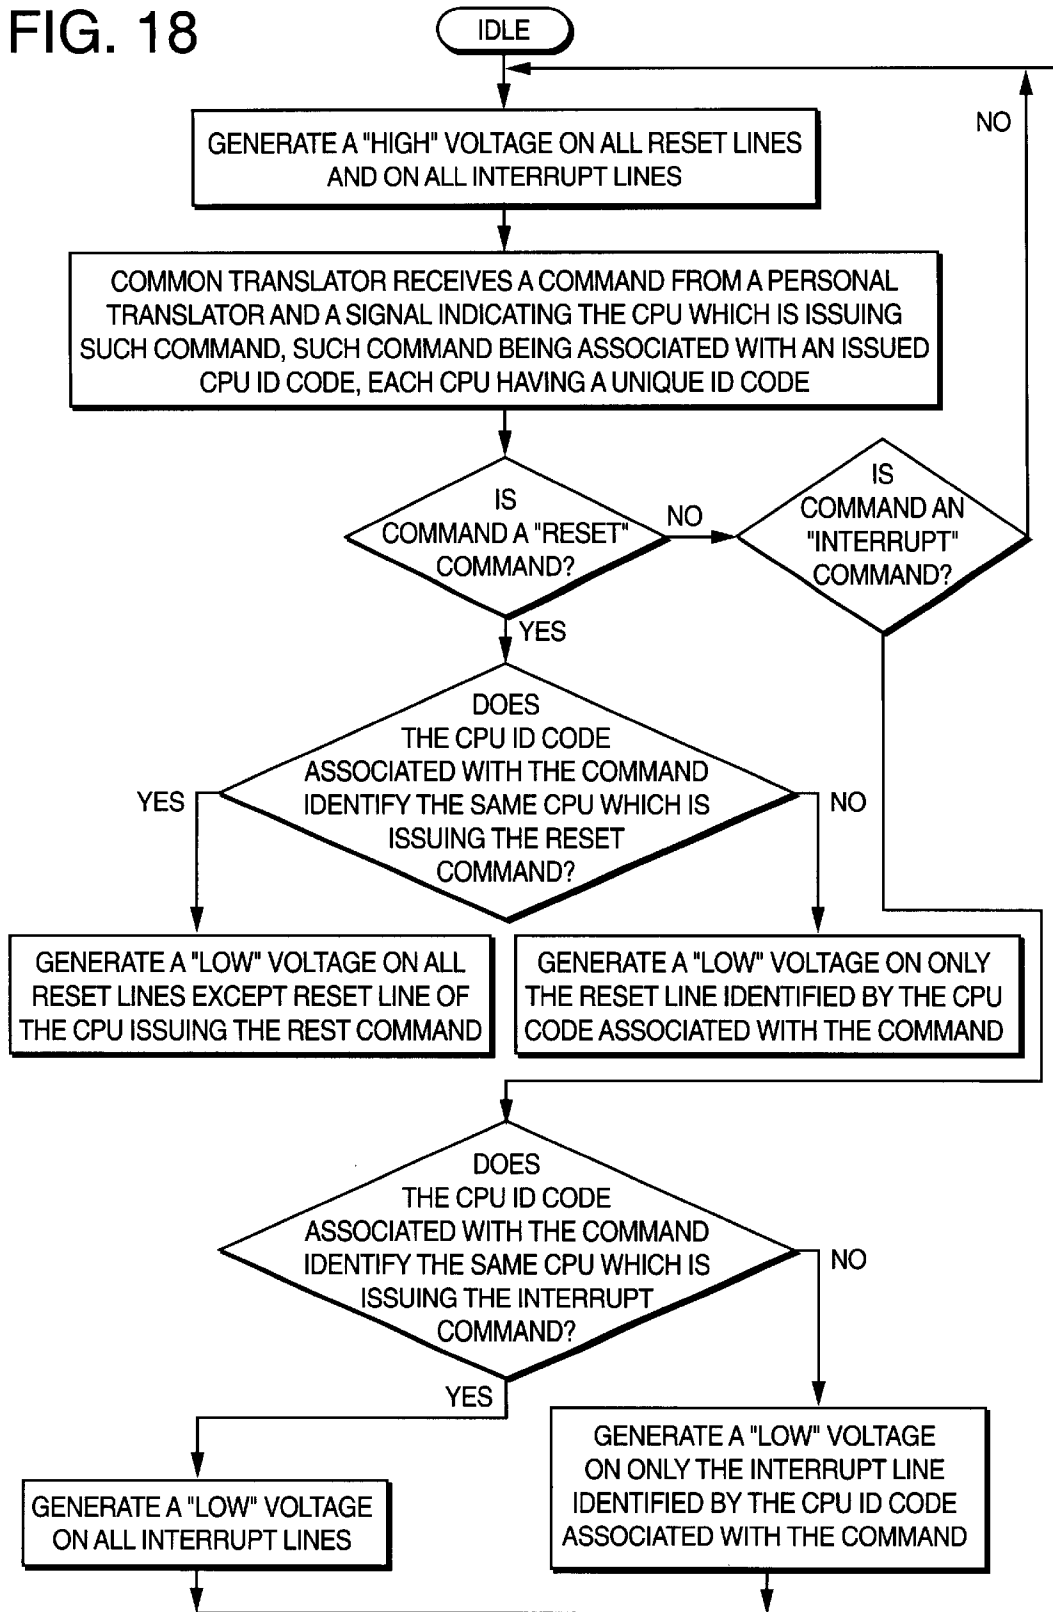 FIG. 18
IDLE
NO
GENERATE A "HIGH" VOLTAGE ON ALL RESET LINES
AND ON ALL INTERRUPT LINES
COMMON TRANSLATOR RECEIVES A COMMAND FROM A PERSONAL
TRANSLATOR AND A SIGNAL INDICATING THE CPU WHICH IS ISSUING
SUCH COMMAND, SUCH COMMAND BEING ASSOCIATED WITH AN ISSUED
CPU ID CODE, EACH CPU HAVING A UNIQUE ID CODE
IS
COMMAND A "RESET"
COMMAND?
NO
IS
COMMAND AN
"INTERRUPT"
COMMAND?
YES
DOES
THE CPU ID CODE
ASSOCIATED WITH THE COMMAND
IDENTIFY THE SAME CPU WHICH IS
ISSUING THE RESET
COMMAND?
YES
NO
GENERATE A "LOW" VOLTAGE ON ALL
RESET LINES EXCEPT RESET LINE OF
THE CPU ISSUING THE REST COMMAND
GENERATE A "LOW" VOLTAGE ON ONLY
THE RESET LINE IDENTIFIED BY THE CPU
CODE ASSOCIATED WITH THE COMMAND
DOES
THE CPU ID CODE
ASSOCIATED WITH THE COMMAND
IDENTIFY THE SAME CPU WHICH IS
ISSUING THE INTERRUPT
COMMAND?
NO
YES
GENERATE A "LOW" VOLTAGE
ON ALL INTERRUPT LINES
GENERATE A "LOW" VOLTAGE
ON ONLY THE INTERRUPT LINE
IDENTIFIED BY THE CPU ID CODE
ASSOCIATED WITH THE COMMAND